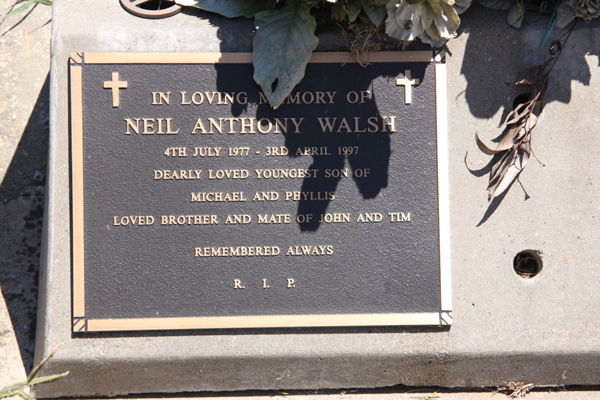 IN LOVING MEMORY OF
NEIL ANTHONY WALSH
4TH JULY 1977 - 3RD APRIL 1997
DEARLY LOVED YOUNGEST SON OF
MICHAEL AND PHYLLIS
LOVED BROTHER AND MATE OF JOHN AND TIM
REMEMBERED ALWAYS
R. I. P.